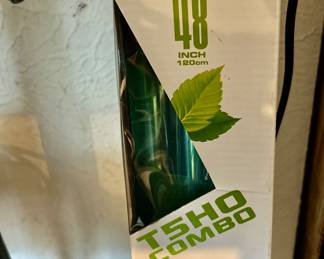 48
INCH
120cm
T5HO
COMBO